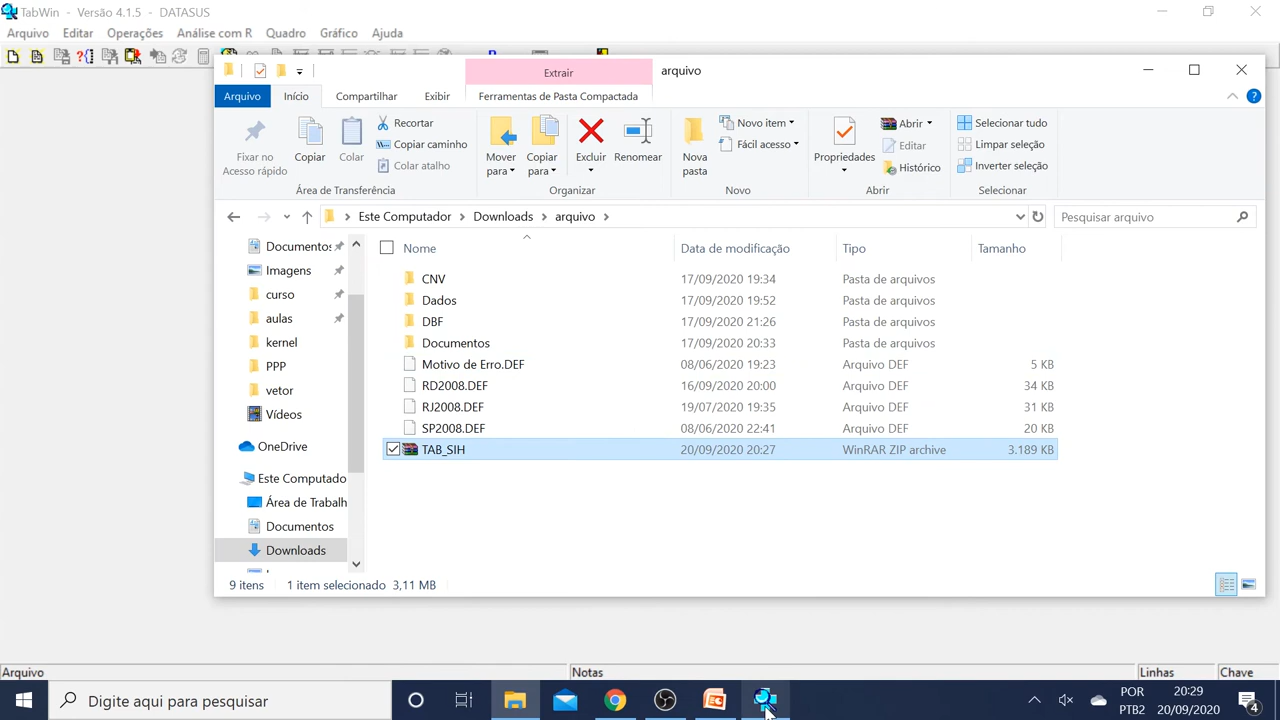 TabWin - Versão 4.1.5 - DATASUS
Arquivo Editar Operações Análise com R Quadro Gráfico Ajuda
Extrair
arquivo
Arquivo Início Compartilhar Exibir Ferramentas de Pasta Compactada
Fixar no Acesso rápido
Copiar
Colar
Recortar
Copiar caminho
Colar atalho
Área de Transferência
Mover para
Copiar para
Excluir
Renomear
Organizar
Nova pasta
Novo item
Fácil acesso
Novo
Propriedades
Abrir
Editar
Histórico
Abrir
Selecionar tudo
Limpar seleção
Inverter seleção
Selecionar
Este Computador Downloads arquivo
Pesquisar arquivo
Documentos
Imagens
curso
aulas
kernel
PPP
vetor
Vídeos
OneDrive
Este Computado
Área de Trabalh
Documentos
Downloads
Nome Data de modificação Tipo Tamanho
CNV 17/09/2020 19:34 Pasta de arquivos
Dados 17/09/2020 19:52 Pasta de arquivos
DBF 17/09/2020 21:26 Pasta de arquivos
Documentos 17/09/2020 20:33 Pasta de arquivos
Motivo de Erro.DEF 08/06/2020 19:23 Arquivo DEF 5 KB
RD2008.DEF 16/09/2020 20:00 Arquivo DEF 34 KB
RJ2008.DEF 19/07/2020 19:35 Arquivo DEF 31 KB
SP2008.DEF 08/06/2020 22:41 Arquivo DEF 20 KB
TAB_SIH 20/09/2020 20:27 WinRAR ZIP archive 3.189 KB
9 itens 1 item selecionado 3,11 MB
Arquivo Notas Linhas Chave
Digite aqui para pesquisar
POR
PTB2
20:29
20/09/2020
4